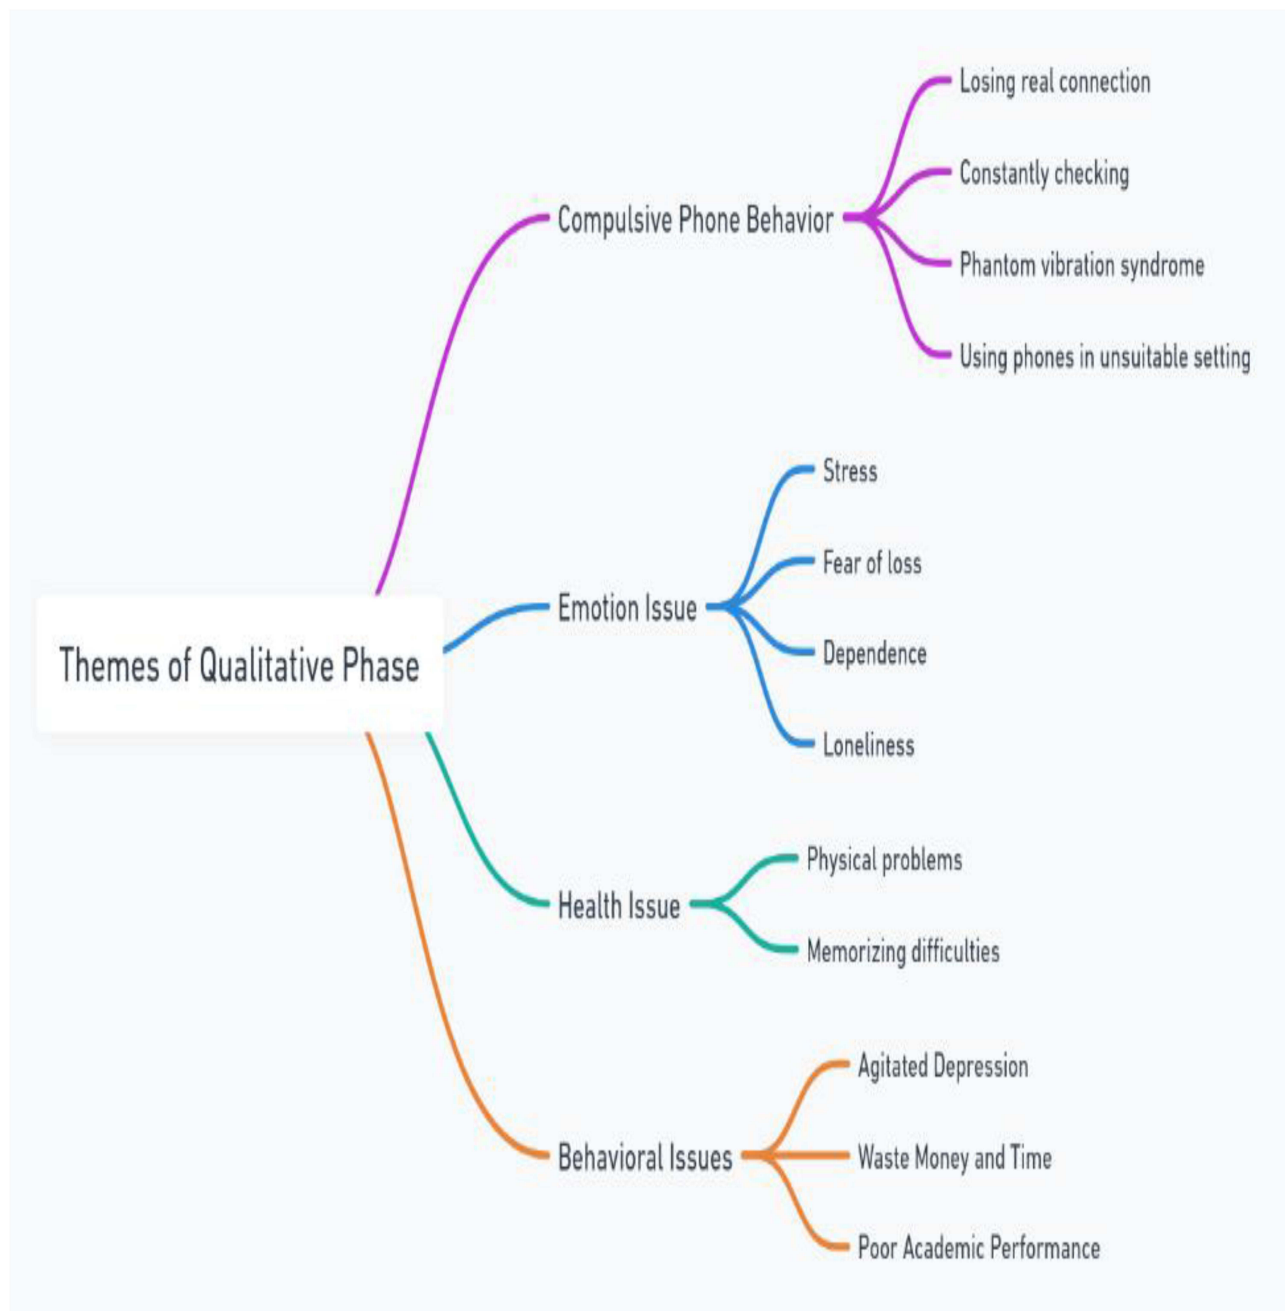 Themes of Qualitative Phase
Compulsive Phone Behavior
Losing real connection
Constantly checking
Phantom vibration syndrome
Using phones in unsuitable setting
Emotion Issue
Stress
Fear of loss
Dependence
Loneliness
Health Issue
Physical problems
Memorizing difficulties
Behavioral Issues
Agitated Depression
Waste Money and Time
Poor Academic Performance